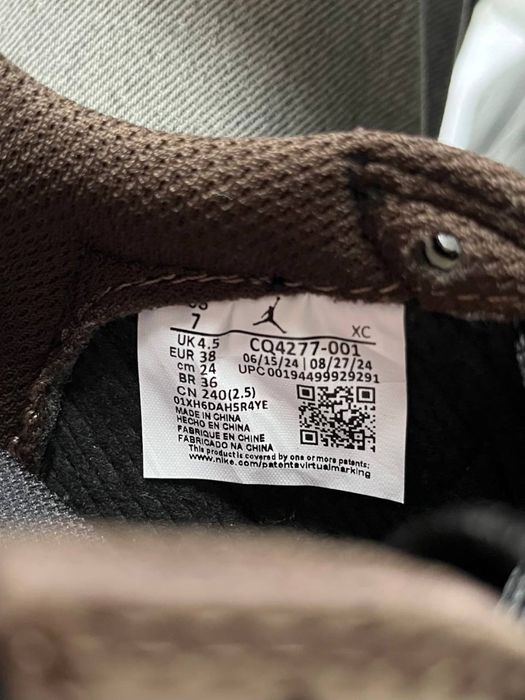 7
XC
UK 4.5
CQ4277-001
EUR 38
06/15/24 | 08/27/24
cm 24
UPC 00194499929291
BR 36
CN 240(2.5)
01XH6DAH5R4YE
MADE IN CHINA
HECHO EN CHINA
FABRIQUE EN CHINE
FABRICADO NA CHINA
This product is covered by one or more patents:
www.nike.com/patentsvirtualmarking